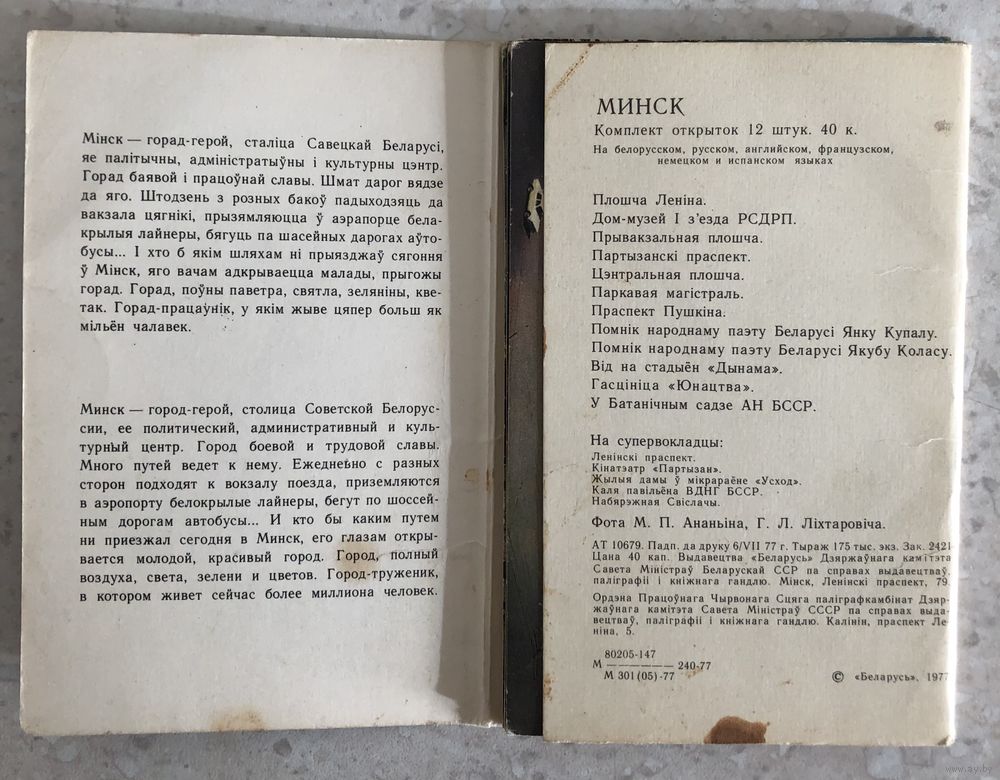 Мінск — горад-герой, сталіца Савецкай Беларусі,
яе палітычны, адміністратыўны і культурны цэнтр.
Горад баявой і працоўнай славы. Шмат дарог вядзе
да яго. Штодзень з розных бакоў падыходзяць да
вакзала цягнікі, прызямляюцца ў аэрапорце бела-
крылыя лайнеры, бягуць па шасейных дарогах аўто-
бусы... І хто б якім шляхам ні прыязджаў сягоння
ў Мінск, яго вачам адкрываецца малады, прыгожы
горад. Горад, поўны паветра, святла, зеляніны, кве-
так. Горад-працаўнік, у якім жыве цяпер больш як
мільён чалавек.
Минск — город-герой, столица Советской Белорус-
сии, ее политический, административный и куль-
турный центр. Город боевой и трудовой славы.
Много путей ведет к нему. Ежедневно с разных
сторон подходят к вокзалу поезда, приземляются
в аэропорту белокрылые лайнеры, бегут по шоссей-
ным дорогам автобусы... И кто бы каким путем
ни приезжал сегодня в Минск, его глазам откры-
вается молодой, красивый город. Город, полный
воздуха, света, зелени и цветов. Город-труженик,
в котором живет сейчас более миллиона человек.
МИНСК
Комплект открыток 12 штук. 40 к.
На белорусском, русском, английском, французском,
немецком и испанском языках
Плошча Леніна.
Дом-музей I з'езда РСДРП.
Прывакзальная плошча.
Партызанскі праспект.
Цэнтральная плошча.
Паркавая магістраль.
Праспект Пушкіна.
Помнік народнаму паэту Беларусі Янку Купалу.
Помнік народнаму паэту Беларусі Якубу Коласу.
Від на стадыён «Дынама».
Гасцініца «Юнацтва».
У Батанічным садзе АН БССР.
На супервокладцы:
Ленінскі праспект.
Кінатэатр «Партызан».
Жылыя дамы ў мікрараёне «Усход».
Каля павільёна ВДНГ БССР.
Набярэжная Свіслачы.
Фота М. П. Ананьіна, Г. Л. Ліхтаровіча.
АТ 10679. Падп. да друку 6/VII 77 г. Тыраж 175 тыс. экз. Зак. 2421
Цана 40 кап. Выдавецтва «Беларусь» Дзяржаўнага камітэта
Савета Міністраў Беларускай ССР па справах выдавецтваў,
паліграфіі і кніжнага гандлю. Мінск, Ленінскі праспект, 79.
Ордэна Працоўнага Чырвонага Сцяга паліграфкамбінат Дзяр-
жаўнага камітэта Савета Міністраў СССР па справах выда-
вецтваў, паліграфіі і кніжнага гандлю. Калінін, праспект Ле-
ніна, 5.
80205-147
М ———— 240-77
М 301 (05)-77
© «Беларусь», 1977
www.ay.by